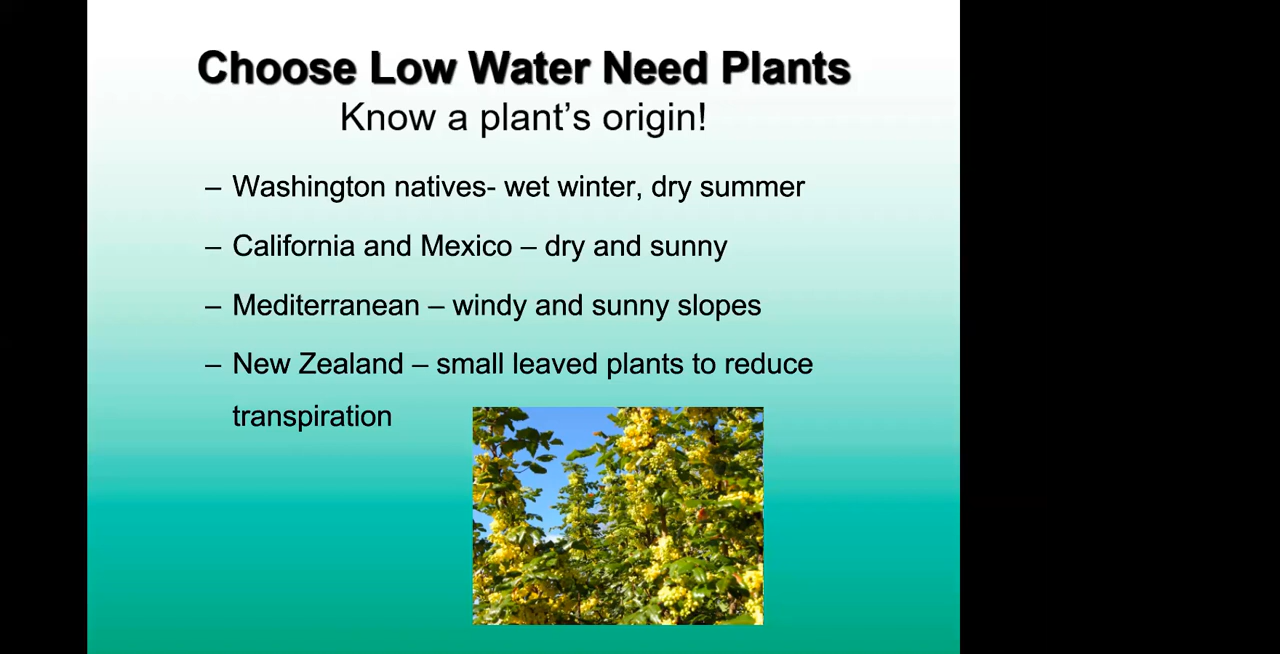 Choose Low Water Need Plants
Know a plant's origin!
– Washington natives- wet winter, dry summer
– California and Mexico – dry and sunny
– Mediterranean – windy and sunny slopes
– New Zealand – small leaved plants to reduce
transpiration